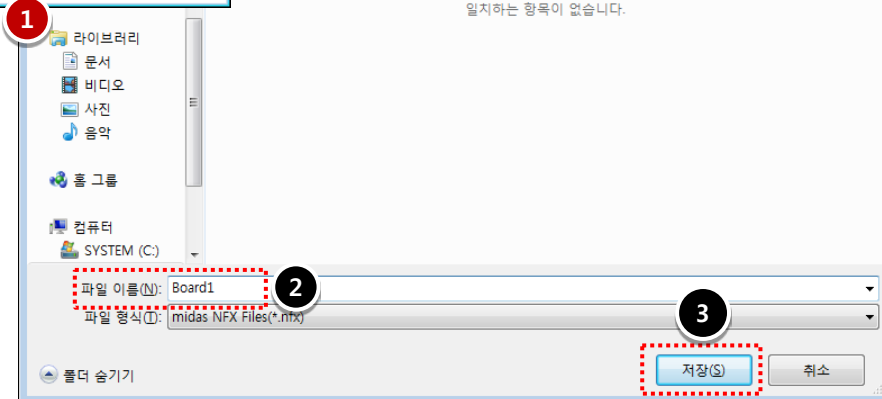 1
일치하는 항목이 없습니다.
라이브러리
문서
비디오
사진
음악
홈 그룹
컴퓨터
SYSTEM (C:)
파일 이름(N): Board1
2
파일 형식(T): midas NFX Files(*.nfx)
3
폴더 숨기기
저장(S)
취소